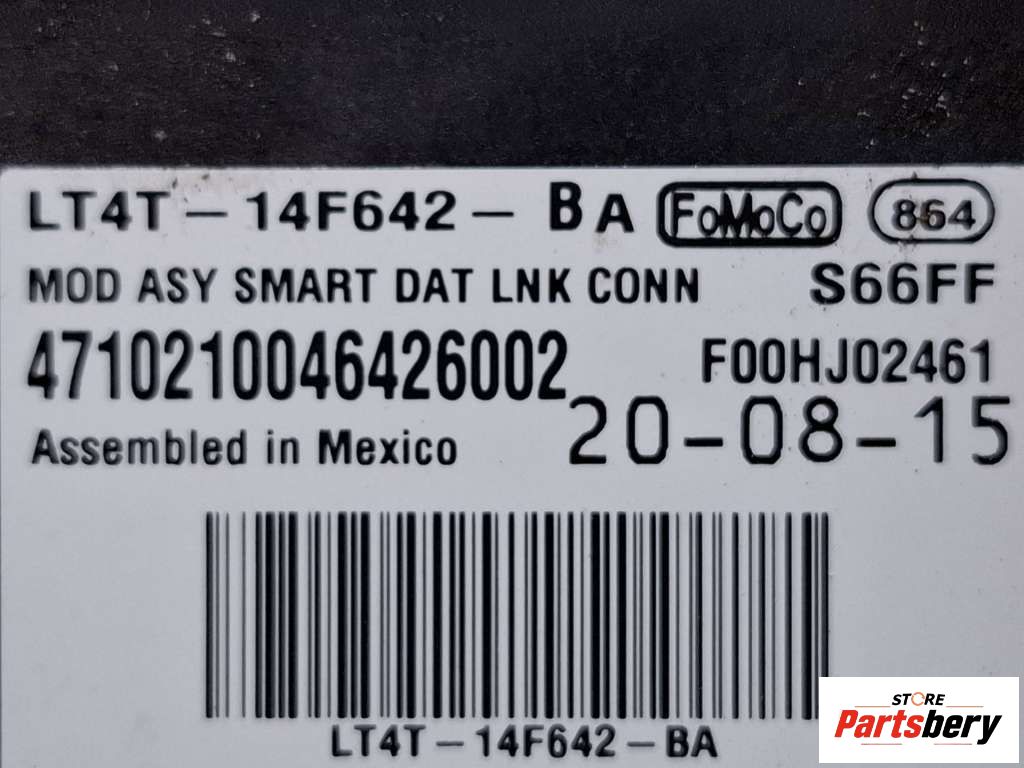 LT4T-14F642-BA FoMoCo 864
MOD ASY SMART DAT LNK CONN S66FF
4710210046426002 F00HJ02461
Assembled in Mexico 20-08-15
LT4T-14F642-BA
STORE
Partsbery